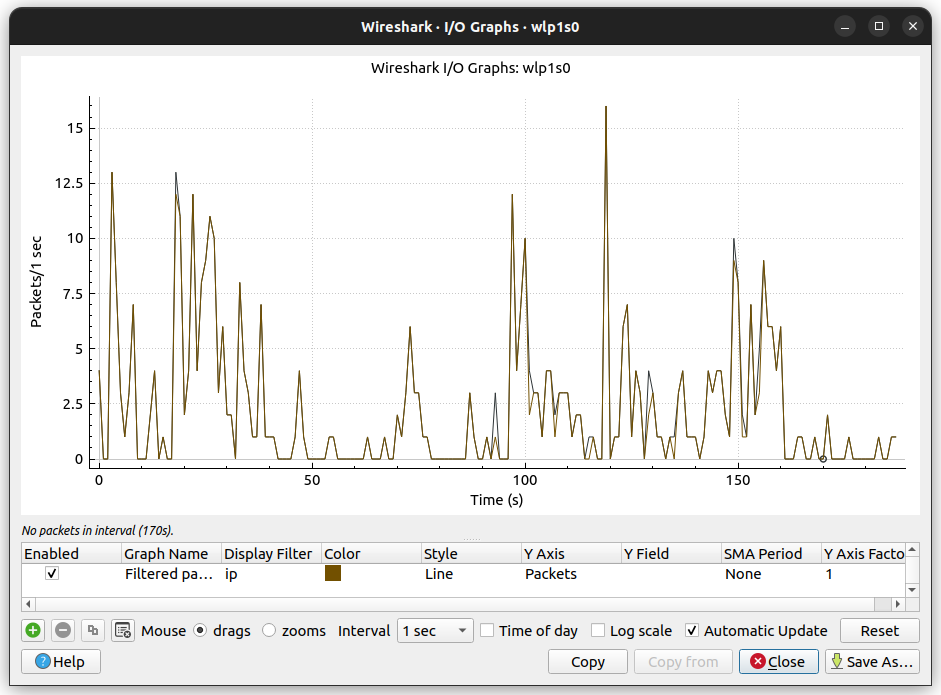 Wireshark · I/O Graphs · wlp1s0
Wireshark I/O Graphs: wlp1s0
15
12.5
10
7.5
5
2.5
0
Packets/1 sec
0 50 100 150
Time (s)
No packets in interval (170s).
Enabled Graph Name Display Filter Color Style Y Axis Y Field SMA Period Y Axis Facto
Filtered pa... ip Line Packets None 1
Mouse drags zooms Interval 1 sec Time of day Log scale Automatic Update Reset
Help Copy Copy from Close Save As...